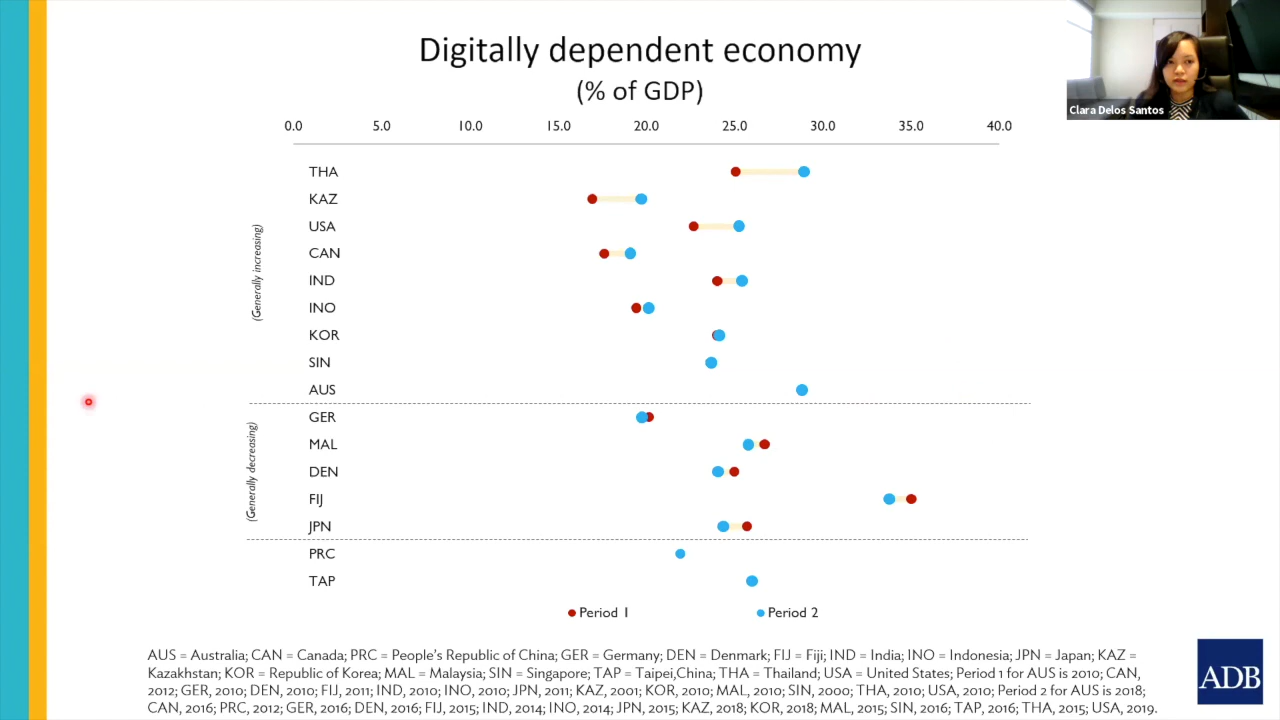 Digitally dependent economy
(% of GDP)
Clara Delos Santos
0.0 5.0 10.0 15.0 20.0 25.0 30.0 35.0 40.0
(Generally increasing)
THA
KAZ
USA
CAN
IND
INO
KOR
SIN
AUS
(Generally decreasing)
GER
MAL
DEN
FIJ
JPN
PRC
TAP
Period 1 Period 2
AUS = Australia; CAN = Canada; PRC = People's Republic of China; GER = Germany; DEN = Denmark; FIJ = Fiji; IND = India; INO = Indonesia; JPN = Japan; KAZ =
Kazakhstan; KOR = Republic of Korea; MAL = Malaysia; SIN = Singapore; TAP = Taipei,China; THA = Thailand; USA = United States; Period 1 for AUS is 2010; CAN,
2012; GER, 2010; DEN, 2010; FIJ, 2011; IND, 2010; INO, 2010; JPN, 2011; KAZ, 2001; KOR, 2010; MAL, 2010; SIN, 2000; THA, 2010; USA, 2010; Period 2 for AUS is 2018;
CAN, 2016; PRC, 2012; GER, 2016; DEN, 2016; FIJ, 2015; IND, 2014; INO, 2014; JPN, 2015; KAZ, 2018; KOR, 2018; MAL, 2015; SIN, 2016; TAP, 2016; THA, 2015; USA, 2019.
ADB